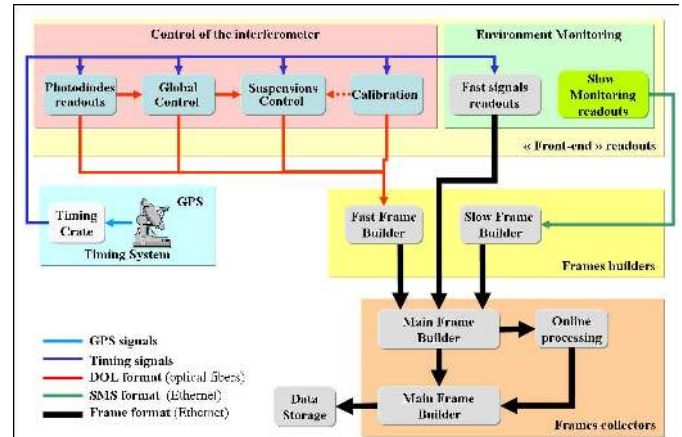 Control of the interferometer
Environment Monitoring
Photodiodes
readouts
Global
Control
Suspensions
Control
Calibration
Fast signals
readouts
Slow
Monitoring
readouts
« Front-end » readouts
Timing
Crate
GPS
Timing System
Fast Frame
Builder
Slow Frame
Builder
Frames builders
Main Frame
Builder
Online
processing
Data
Storage
Main Frame
Builder
Frames collectors
GPS signals
Timing signals
DOL format (optical fibers)
SMS format (Ethernet)
Frame format (Ethernet)